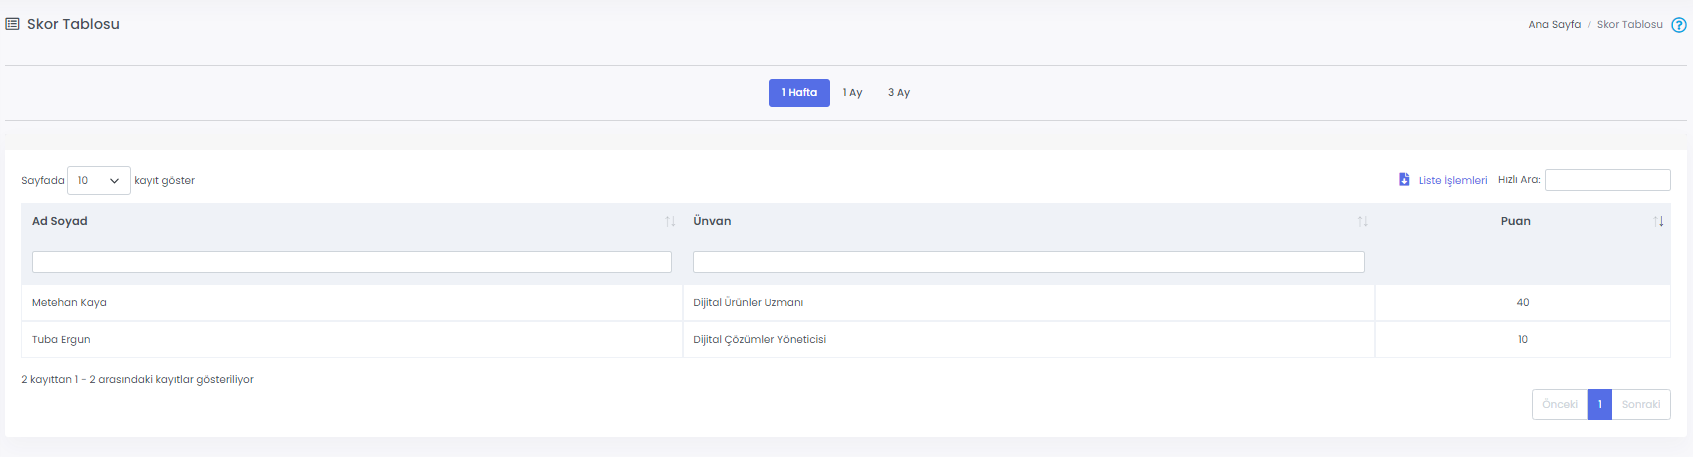 Skor Tablosu
Ana Sayfa / Skor Tablosu ?
1 Hafta 1 Ay 3 Ay
Sayfada 10 kayıt göster
Liste İşlemleri Hızlı Ara:
Ad Soyad Ünvan Puan
Metehan Kaya Dijital Ürünler Uzmanı 40
Tuba Ergun Dijital Çözümler Yöneticisi 10
2 kayıttan 1 - 2 arasındaki kayıtlar gösteriliyor
Önceki 1 Sonraki